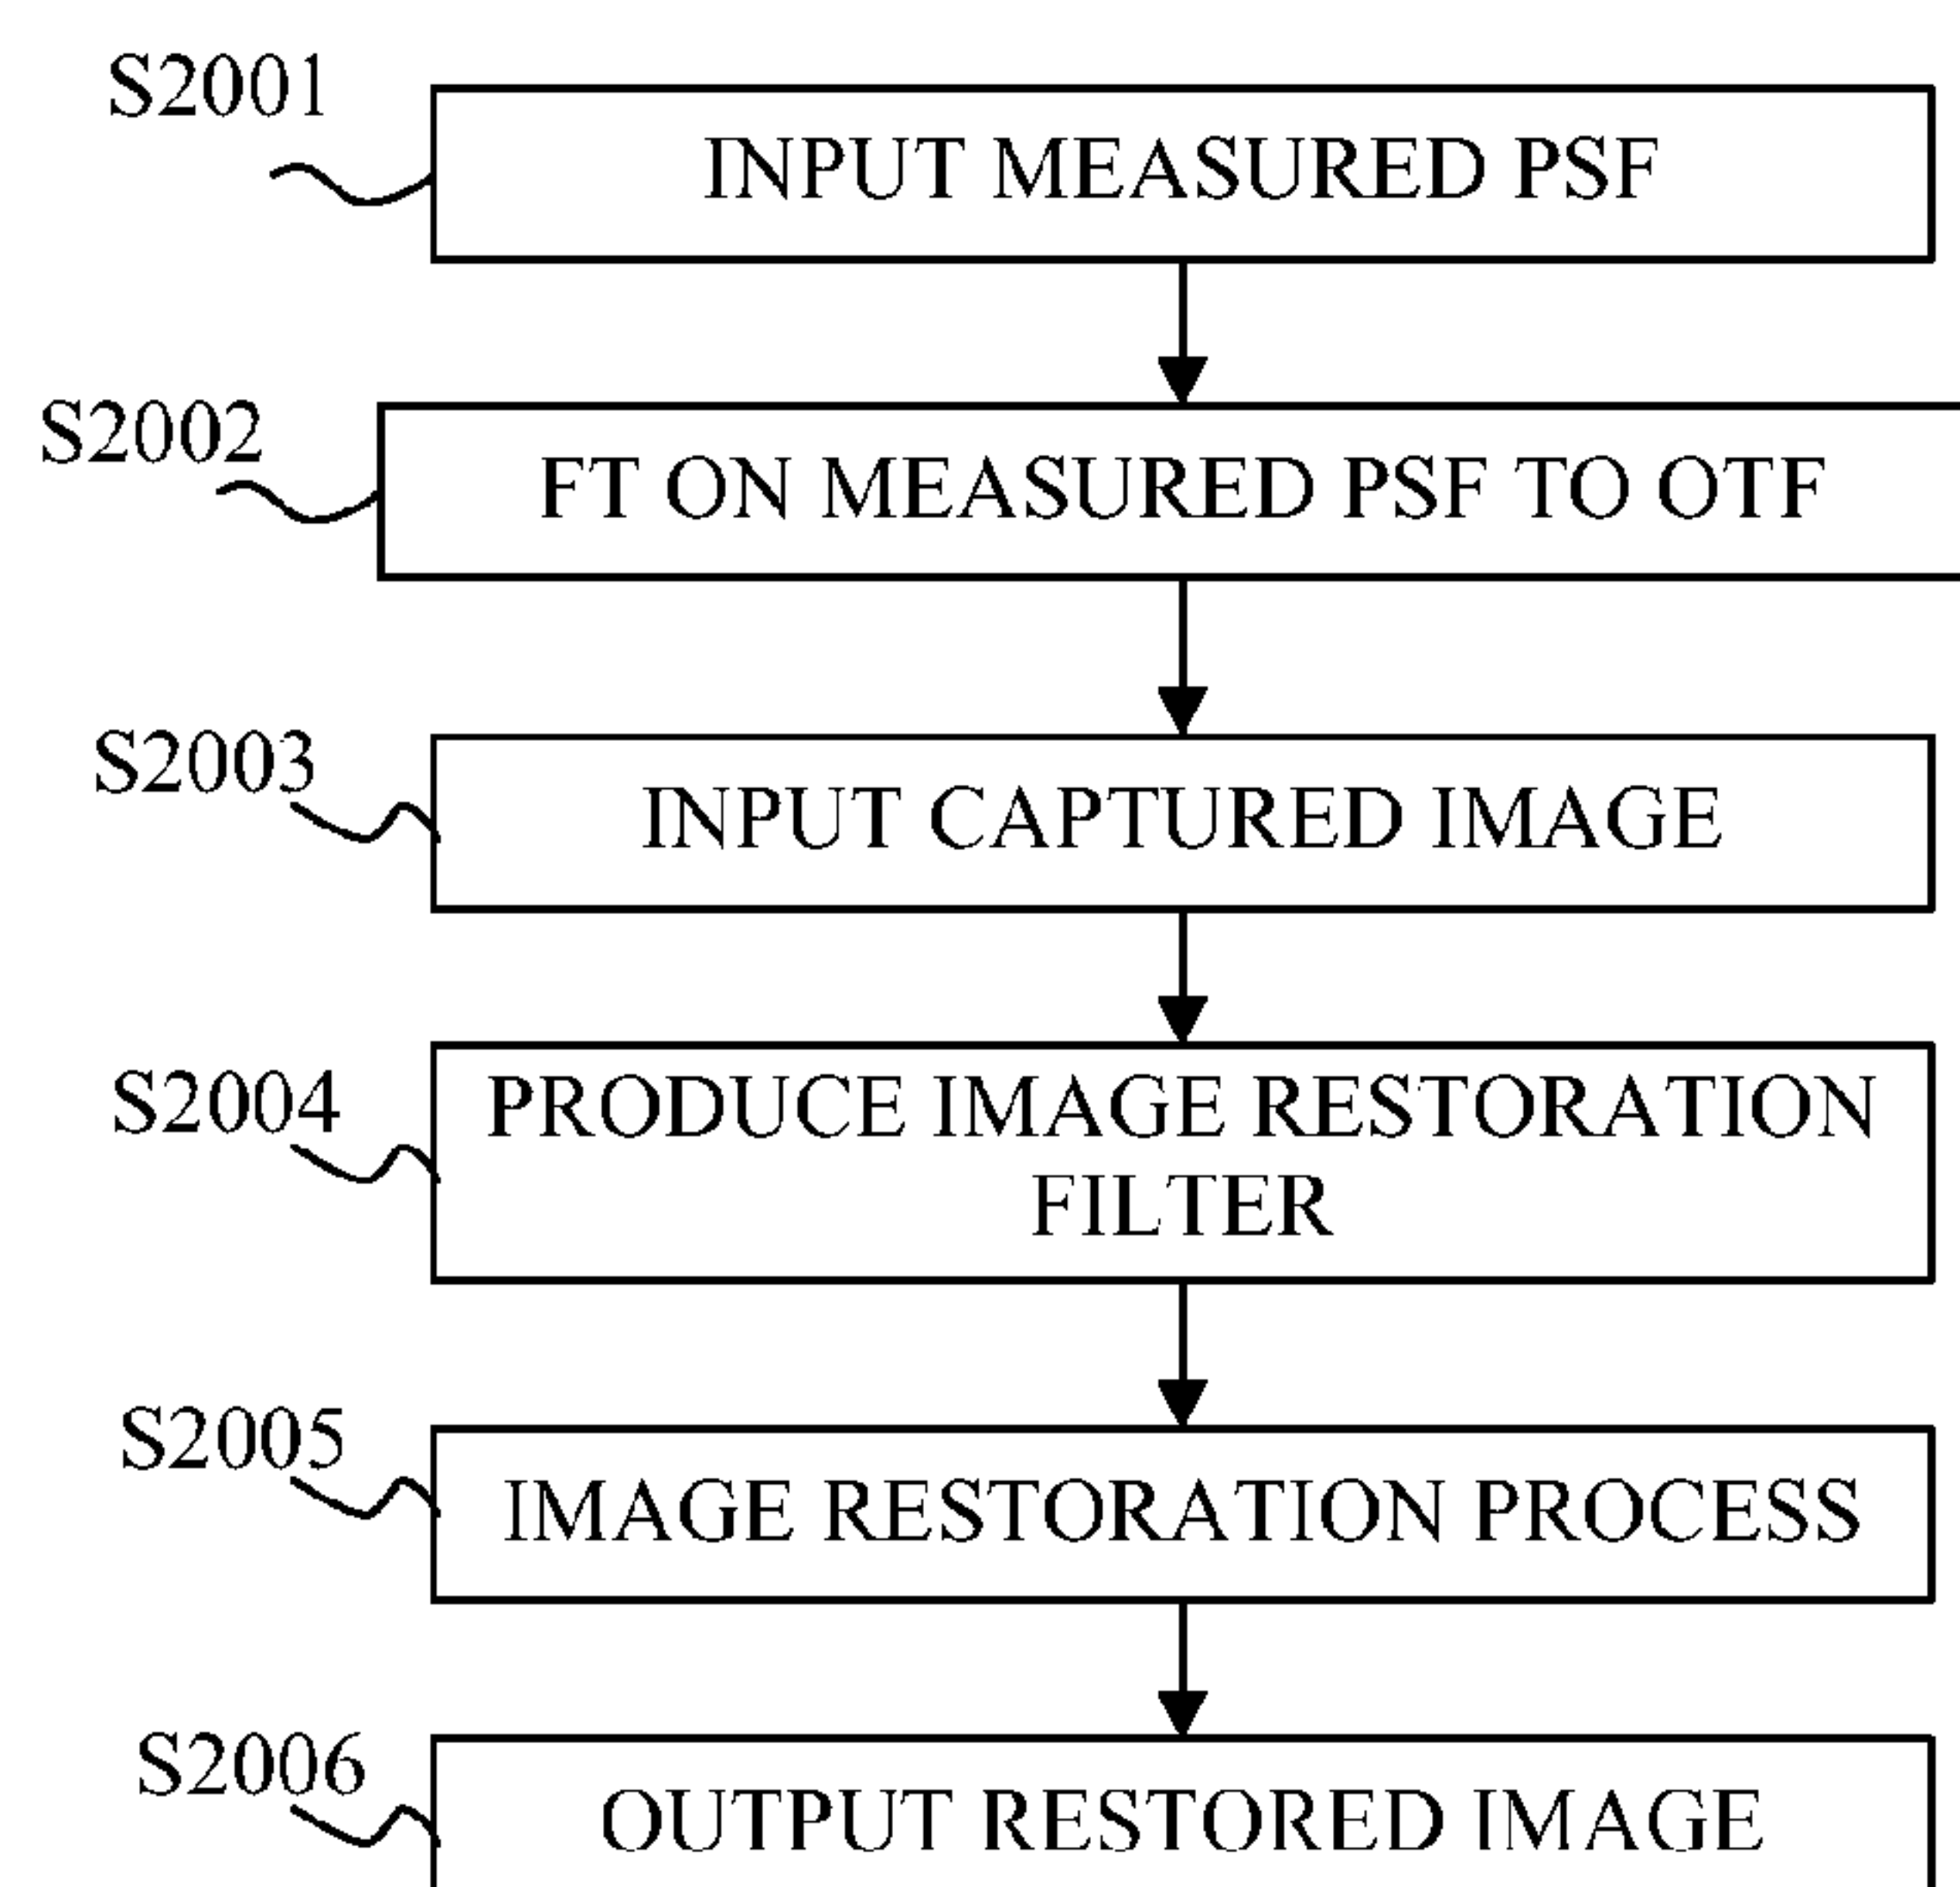 S2001
INPUT MEASURED PSF
S2002
FT ON MEASURED PSF TO OTF
S2003
INPUT CAPTURED IMAGE
S2004
PRODUCE IMAGE RESTORATION
FILTER
S2005
IMAGE RESTORATION PROCESS
S2006
OUTPUT RESTORED IMAGE